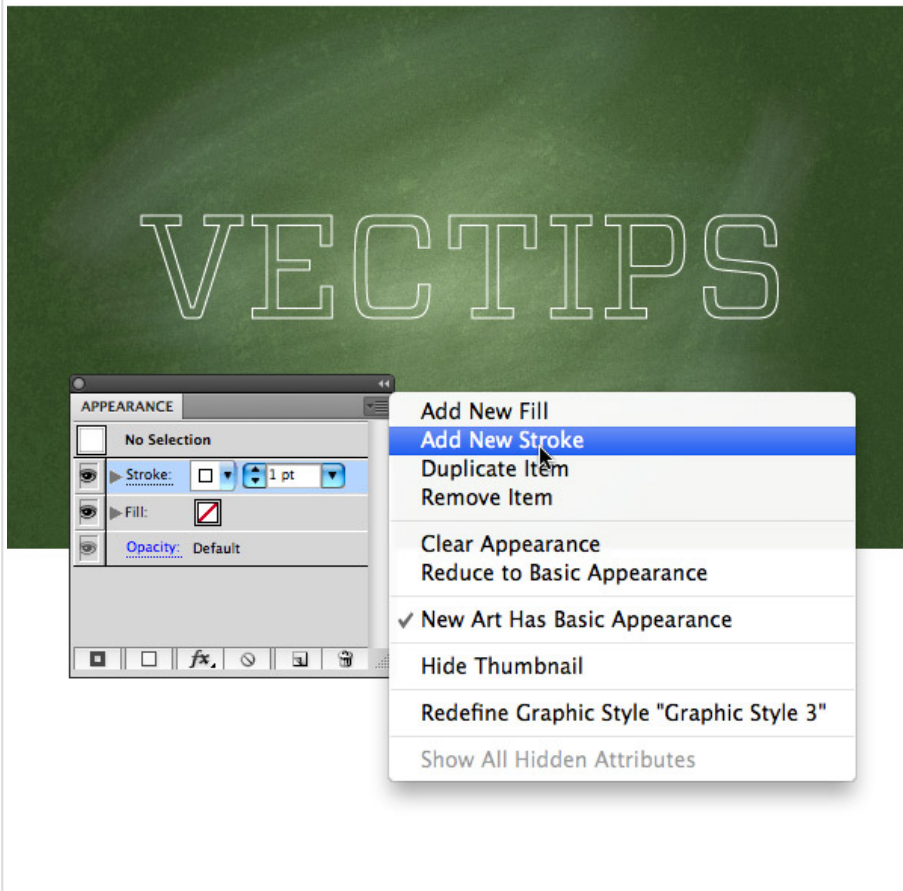 VECTIPS
APPEARANCE
No Selection
Stroke: 1 pt
Fill:
Opacity: Default
fx
Add New Fill
Add New Stroke
Duplicate Item
Remove Item
Clear Appearance
Reduce to Basic Appearance
✓ New Art Has Basic Appearance
Hide Thumbnail
Redefine Graphic Style "Graphic Style 3"
Show All Hidden Attributes